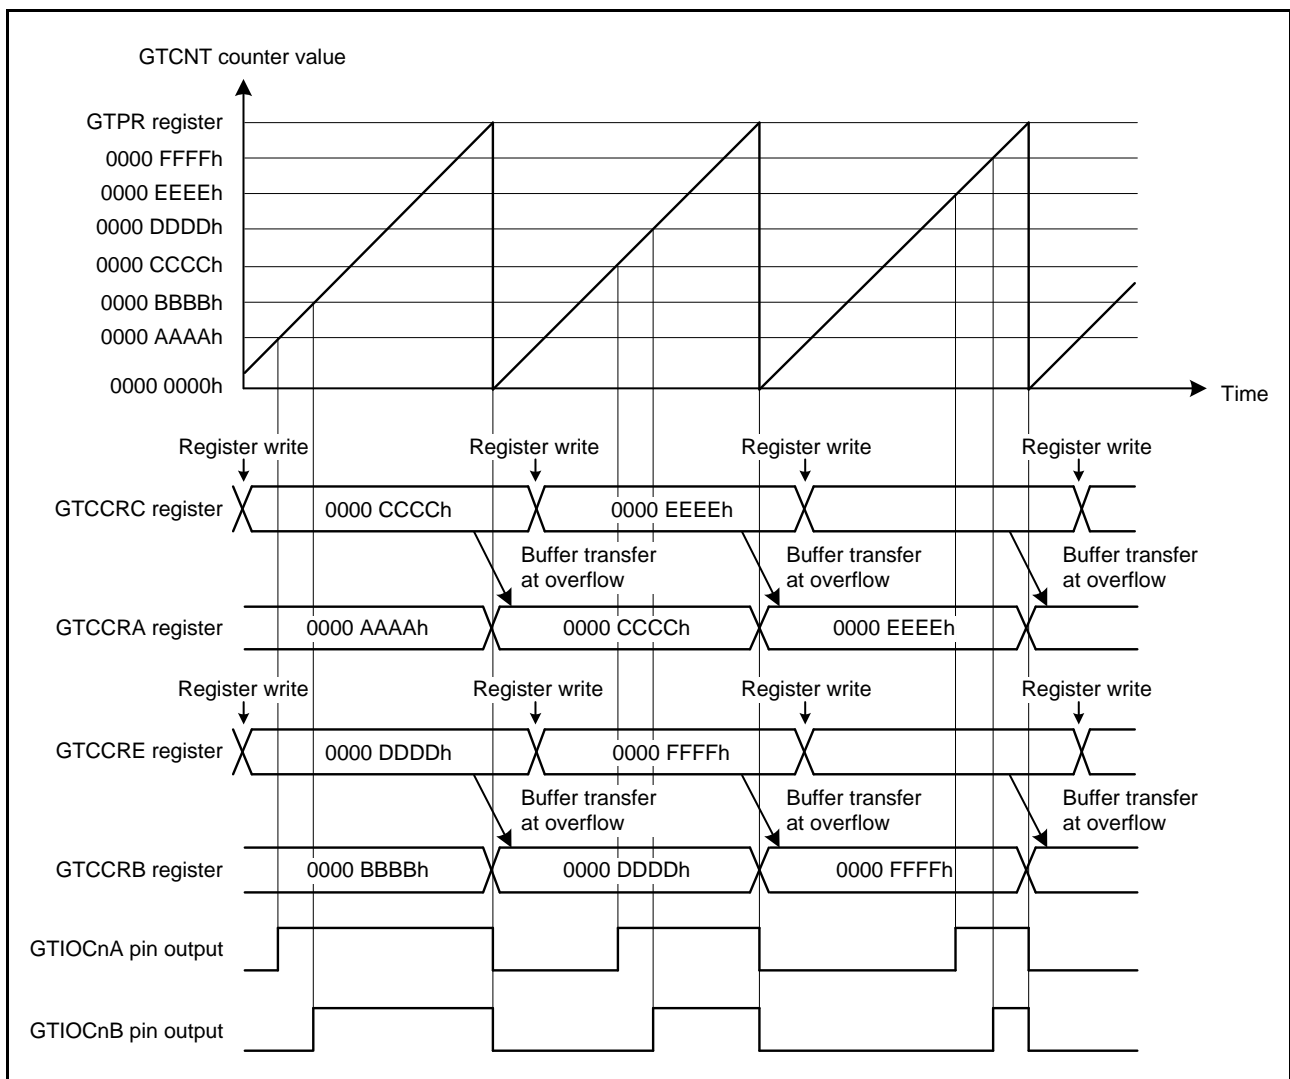 GTCNT counter value
GTPR register
0000 FFFFh
0000 EEEEh
0000 DDDDh
0000 CCCCh
0000 BBBBh
0000 AAAAh
0000 0000h
Time
Register write Register write Register write Register write
GTCCRC register 0000 CCCCh 0000 EEEEh
Buffer transfer Buffer transfer Buffer transfer
at overflow at overflow at overflow
GTCCRA register 0000 AAAAh 0000 CCCCh 0000 EEEEh
Register write Register write Register write Register write
GTCCRE register 0000 DDDDh 0000 FFFFh
Buffer transfer Buffer transfer Buffer transfer
at overflow at overflow at overflow
GTCCRB register 0000 BBBBh 0000 DDDDh 0000 FFFFh
GTIOCnA pin output
GTIOCnB pin output